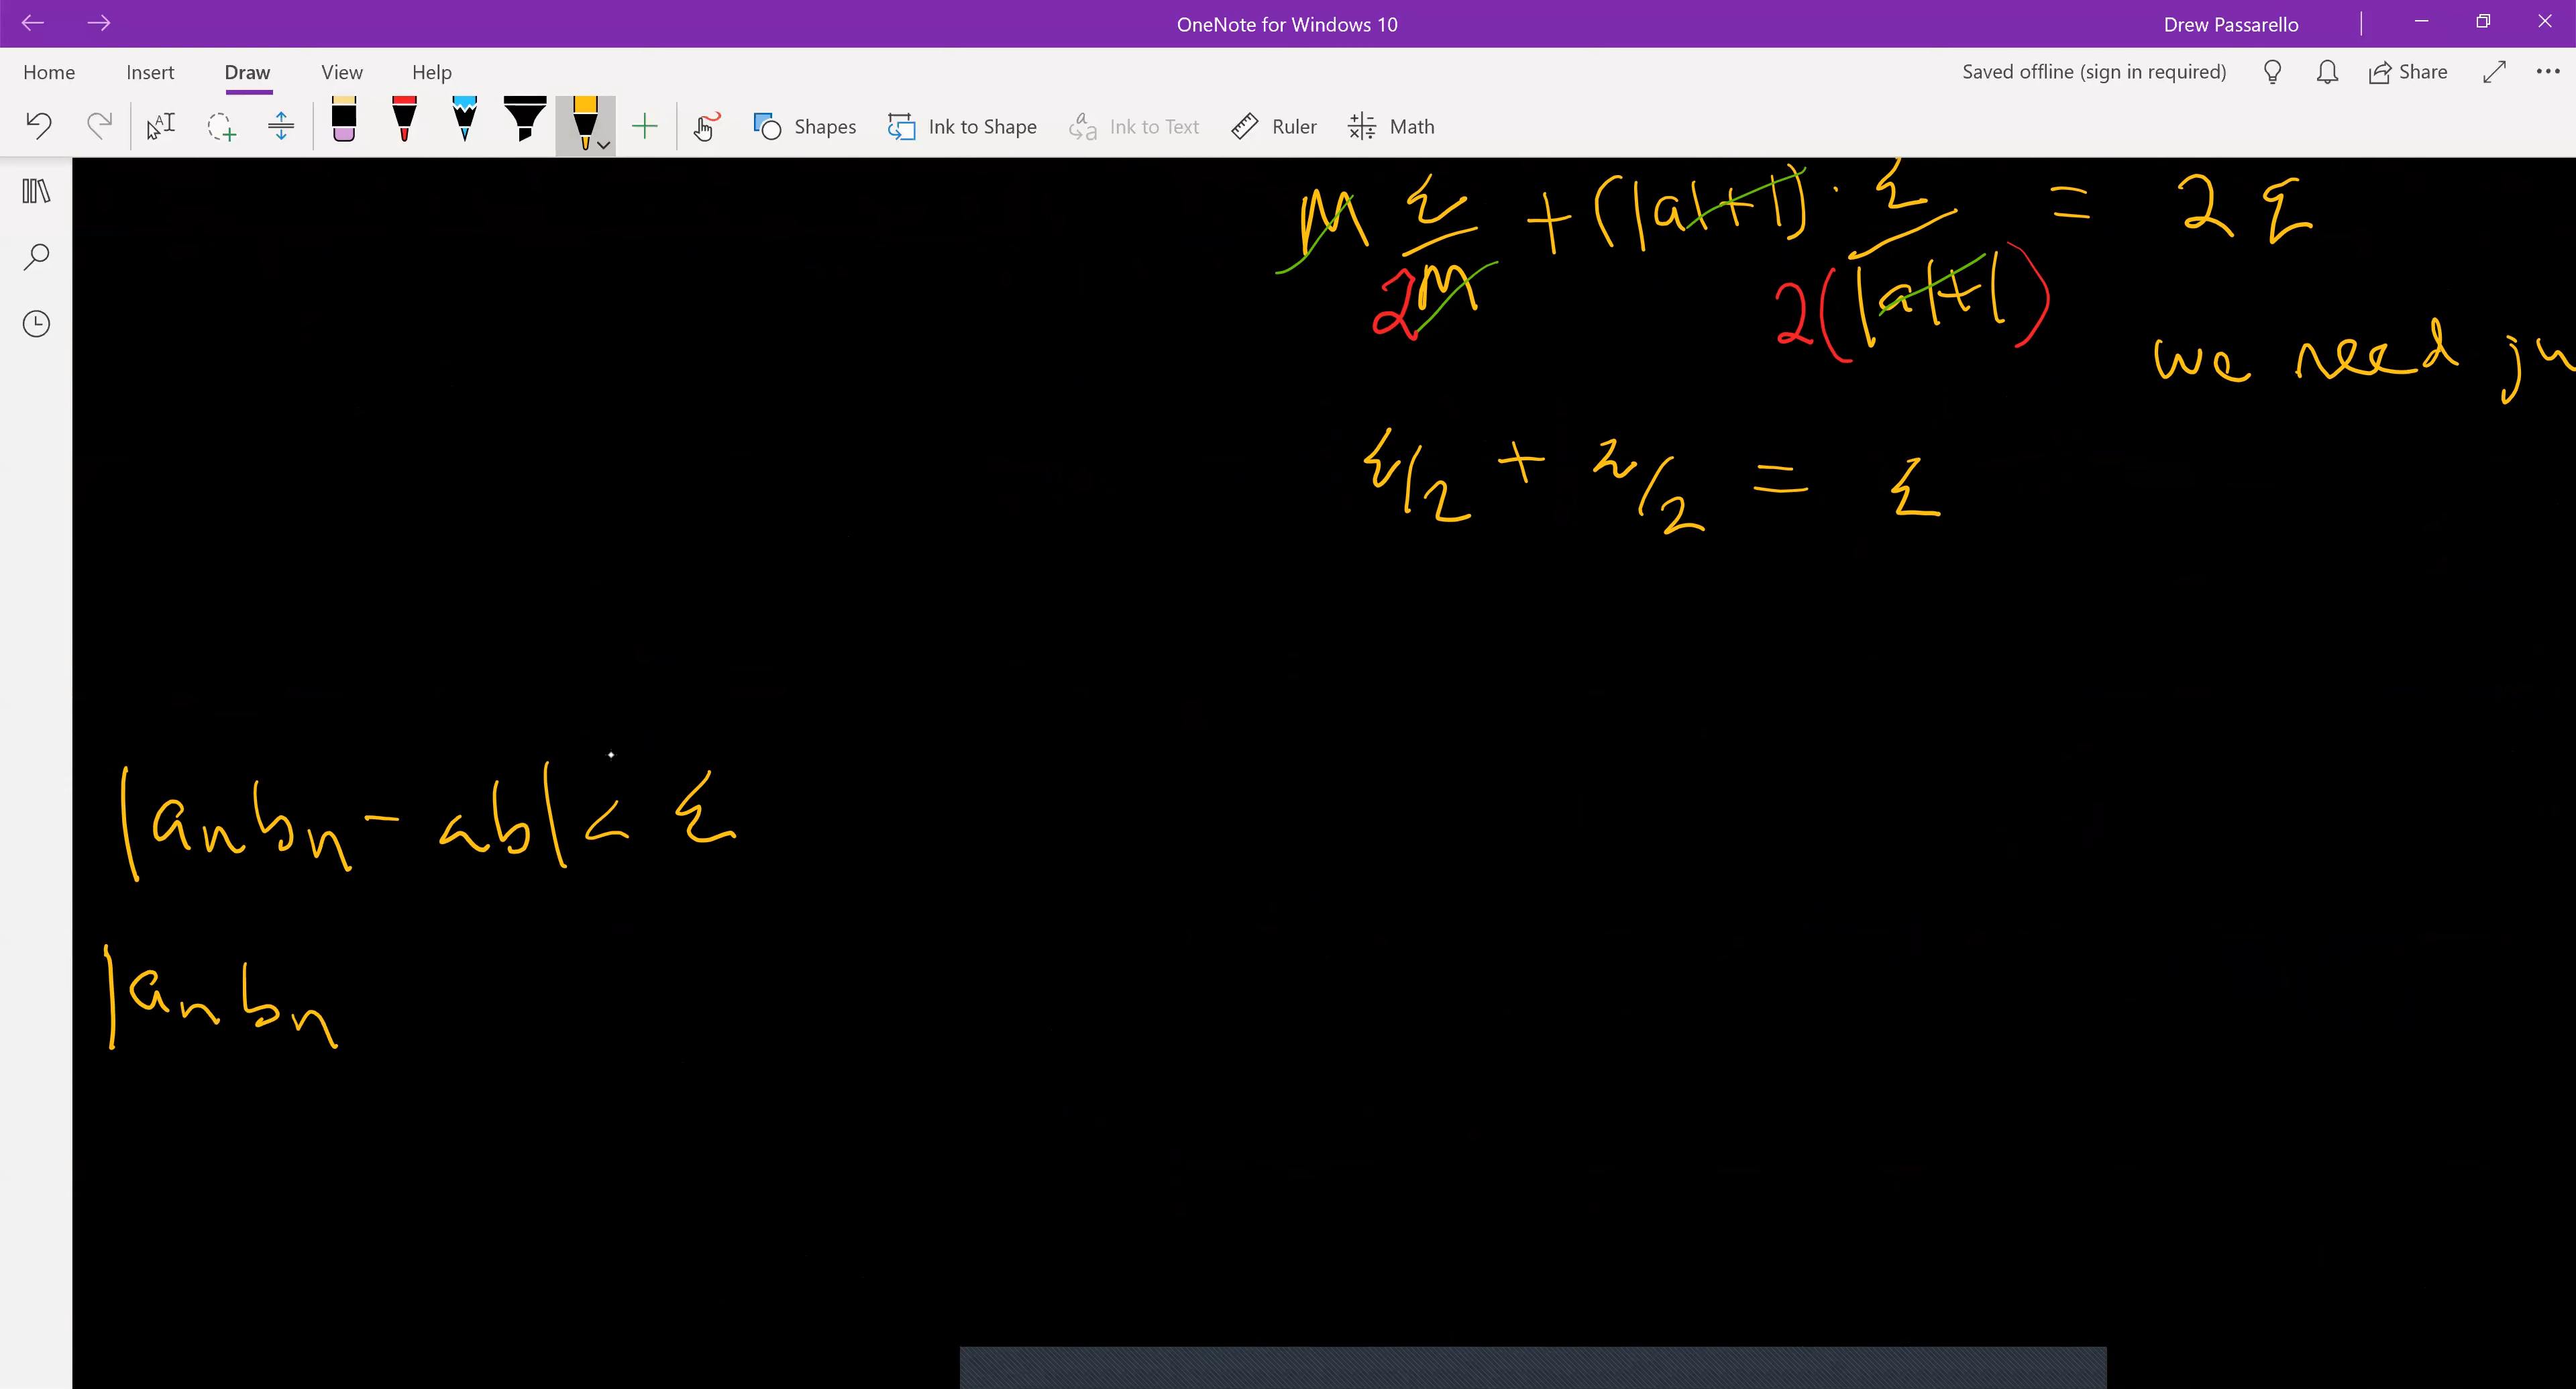 OneNote for Windows 10
Drew Passarello
Home Insert Draw View Help
Saved offline (sign in required) Share
Shapes Ink to Shape Ink to Text Ruler Math
M ε/2M + (|a|+1) · ε/2(|a|+1) = 2ε
we need
ε/2 + ε/2 = ε
|aₙbₙ - ab| < ε
|aₙbₙ